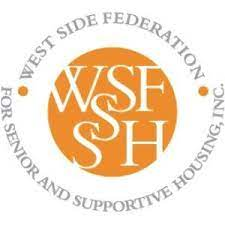 • WEST SIDE FEDERATION •
FOR SENIOR AND SUPPORTIVE HOUSING, INC.
WSF
S
SH